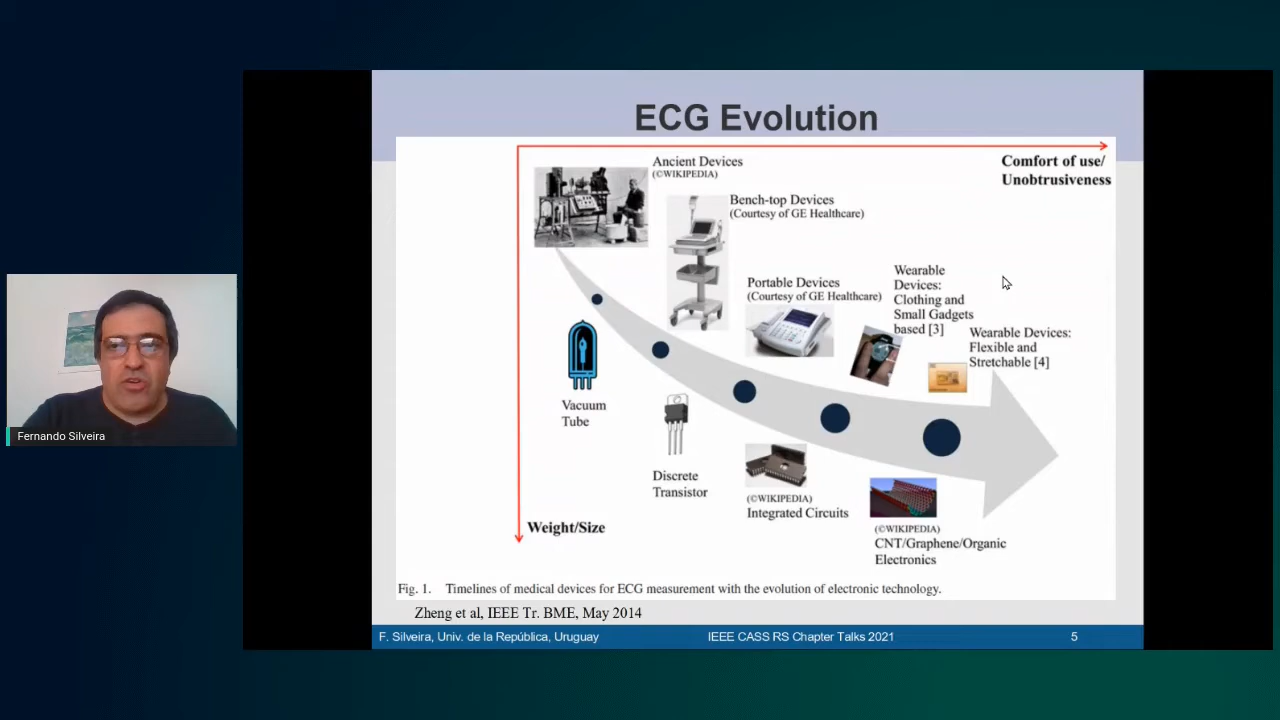 ECG Evolution
Comfort of use/
Unobtrusiveness
Ancient Devices
(©WIKIPEDIA)
Bench-top Devices
(Courtesy of GE Healthcare)
Portable Devices
(Courtesy of GE Healthcare)
Wearable
Devices:
Clothing and
Small Gadgets
based [3]
Wearable Devices:
Flexible and
Stretchable [4]
Vacuum
Tube
Discrete
Transistor
(©WIKIPEDIA)
Integrated Circuits
(©WIKIPEDIA)
CNT/Graphene/Organic
Electronics
Weight/Size
Fig. 1. Timelines of medical devices for ECG measurement with the evolution of electronic technology.
Zheng et al, IEEE Tr. BME, May 2014
F. Silveira, Univ. de la República, Uruguay
IEEE CASS RS Chapter Talks 2021
5
Fernando Silveira